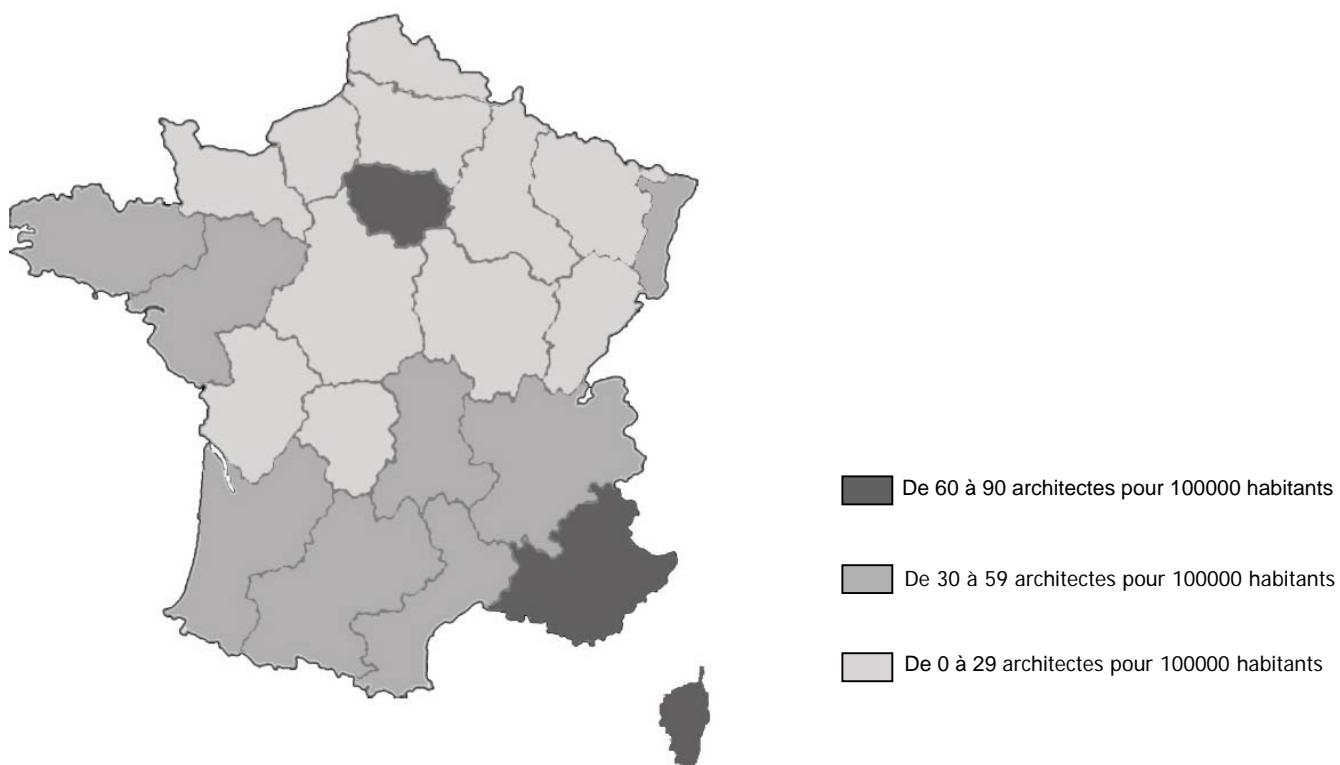 De 60 à 90 architectes pour 100000 habitants
De 30 à 59 architectes pour 100000 habitants
De 0 à 29 architectes pour 100000 habitants